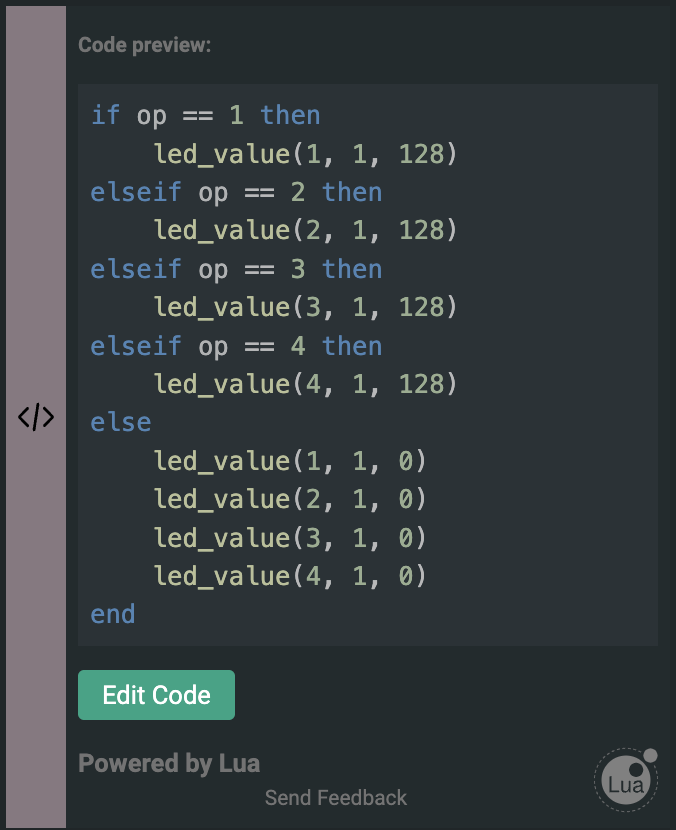 Code preview:
if op == 1 then
    led_value(1, 1, 128)
elseif op == 2 then
    led_value(2, 1, 128)
elseif op == 3 then
    led_value(3, 1, 128)
elseif op == 4 then
    led_value(4, 1, 128)
else
    led_value(1, 1, 0)
    led_value(2, 1, 0)
    led_value(3, 1, 0)
    led_value(4, 1, 0)
end
</>
Edit Code
Powered by Lua
Lua
Send Feedback